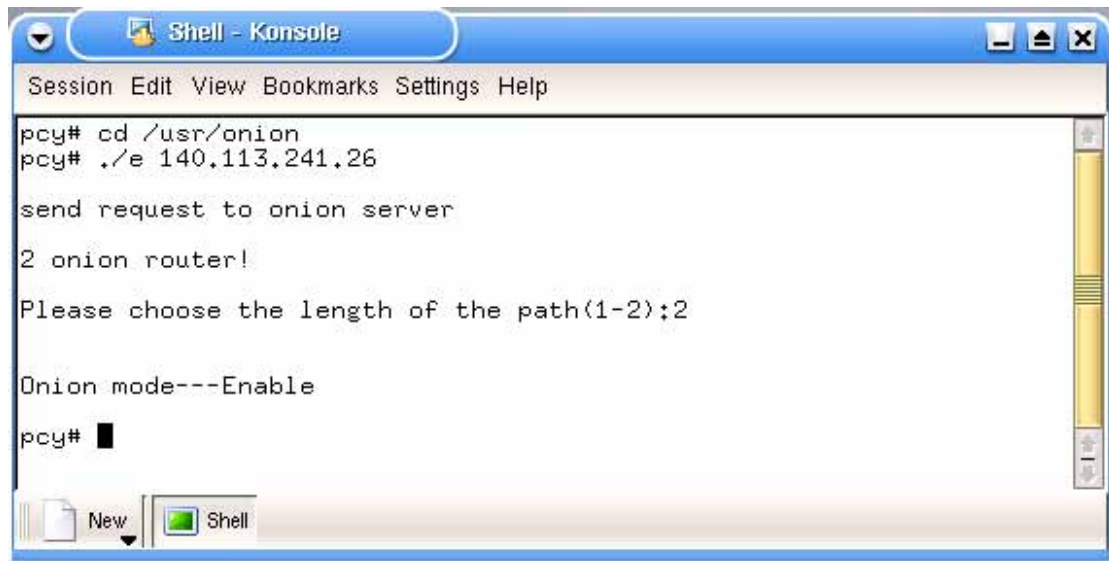 Shell - Konsole
Session Edit View Bookmarks Settings Help
pcy# cd /usr/onion
pcy# ./e 140.113.241.26
send request to onion server
2 onion router!
Please choose the length of the path(1-2):2
Onion mode---Enable
pcy#
New Shell